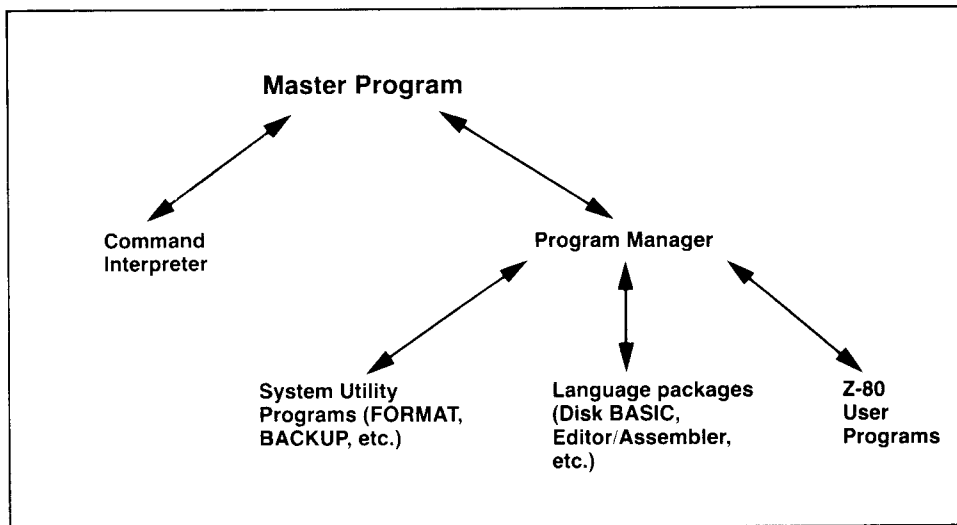 Master Program
Command
Interpreter
Program Manager
System Utility
Programs (FORMAT,
BACKUP, etc.)
Language packages
(Disk BASIC,
Editor/Assembler,
etc.)
Z-80
User
Programs